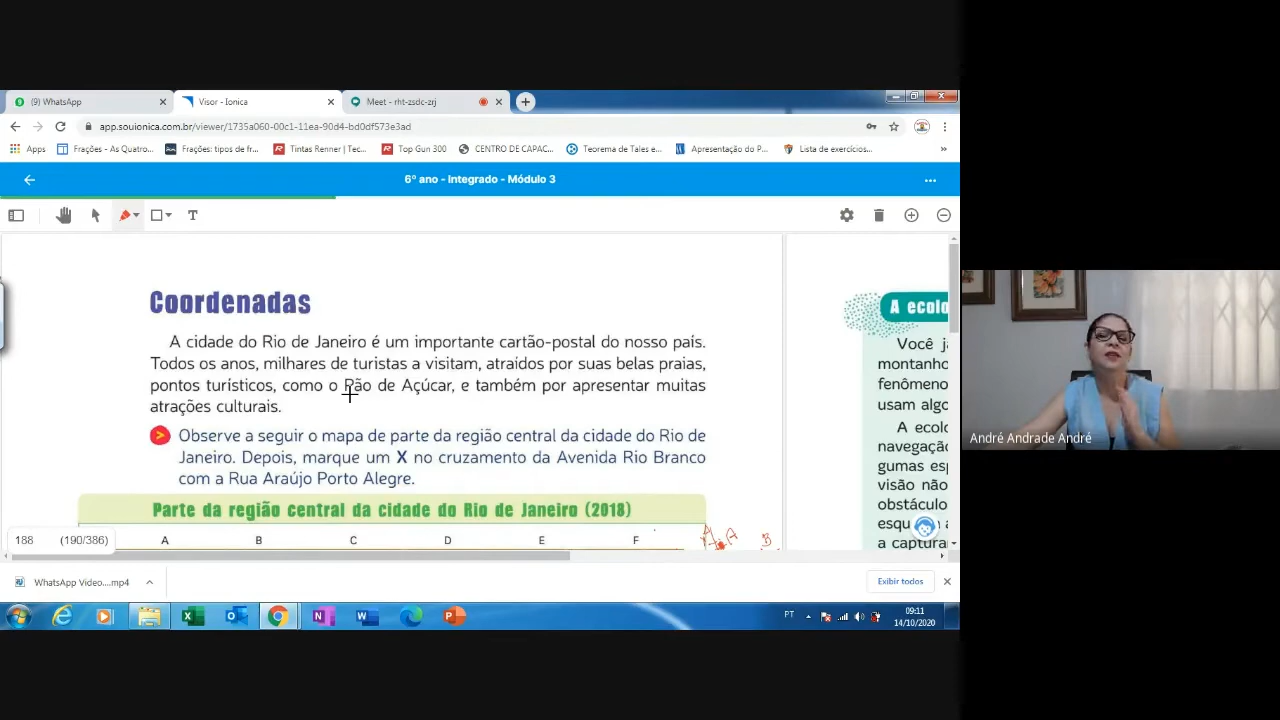 (9) WhatsApp
Visor - Ionica
Meet - rht-zsdc-zrj
app.souionica.com.br/viewer/1735a060-00c1-11ea-90d4-bd0df573e3ad
Apps
Frações - As Quatro...
Frações: tipos de fr...
Tintas Renner | Tec...
Top Gun 300
CENTRO DE CAPAC...
Teorema de Tales e...
Apresentação do P...
Lista de exercícios...
»
6º ano - Integrado - Módulo 3
T
Coordenadas
A cidade do Rio de Janeiro é um importante cartão-postal do nosso país.
Todos os anos, milhares de turistas a visitam, atraídos por suas belas praias,
pontos turísticos, como o Pão de Açúcar, e também por apresentar muitas
atrações culturais.
Observe a seguir o mapa de parte da região central da cidade do Rio de
Janeiro. Depois, marque um X no cruzamento da Avenida Rio Branco
com a Rua Araújo Porto Alegre.
Parte da região central da cidade do Rio de Janeiro (2018)
A B C D E F
A B
188 (190/386)
A ecolo
Você j
montanho
fenômeno
usam algo
A ecolo
navegaçã
gumas esp
visão não
obstáculo
esqu a
a captura
André Andrade André
WhatsApp Video....mp4
Exibir todos
PT
09:11
14/10/2020